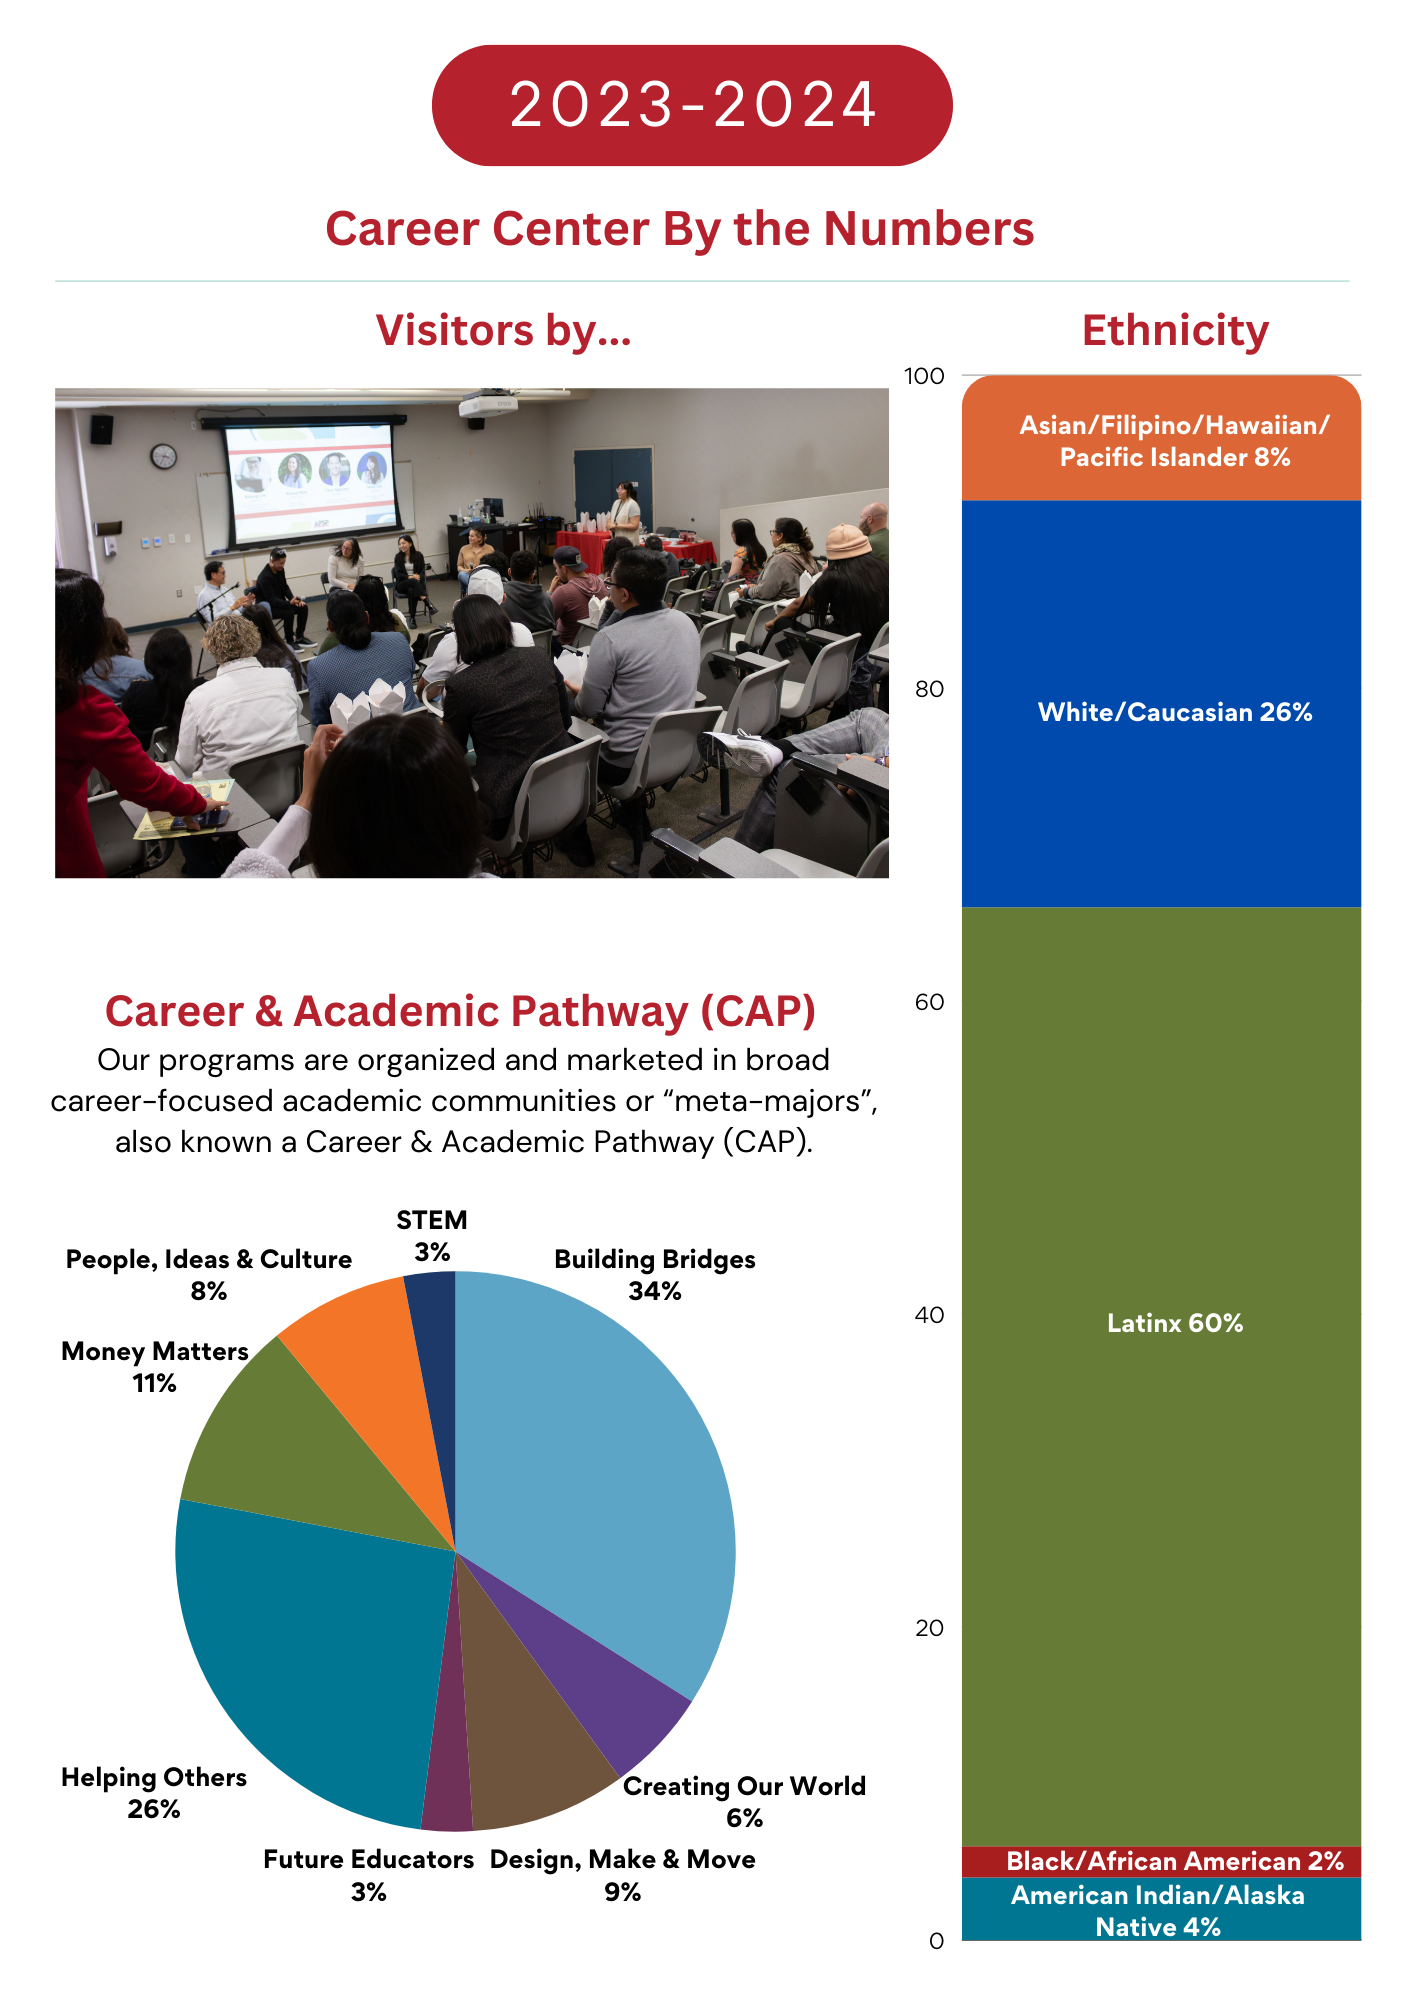 2023-2024
Career Center By the Numbers
Visitors by...
Career & Academic Pathway (CAP)
Our programs are organized and marketed in broad
career-focused academic communities or “meta-majors”,
also known a Career & Academic Pathway (CAP).
STEM
3%
People, Ideas & Culture
8%
Building Bridges
34%
Money Matters
11%
Helping Others
26%
Creating Our World
6%
Future Educators
3%
Design, Make & Move
9%
Ethnicity
100
Asian/Filipino/Hawaiian/
Pacific Islander 8%
80
White/Caucasian 26%
60
40
Latinx 60%
20
Black/African American 2%
American Indian/Alaska
Native 4%
0